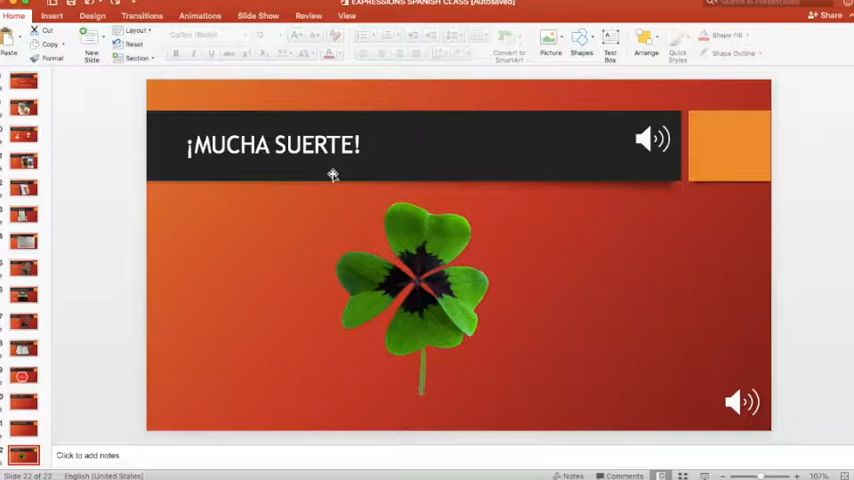 EXPRESSIONS SPANISH CLASS [Autosaved]
Home Insert Design Transitions Animations Slide Show Review View Share
Cut Layout
Copy Reset
Paste Format New Slide Section Convert to SmartArt Picture Shapes Text Box Arrange Quick Styles Shape Fill Shape Outline
12
¡MUCHA SUERTE!
Click to add notes
Slide 22 of 22 English (United States) Notes Comments 107%